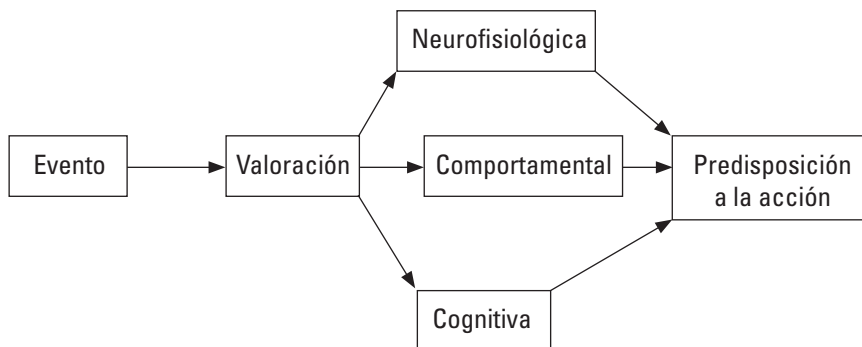 Neurofisiológica
Evento
Valoración
Comportamental
Predisposición
a la acción
Cognitiva